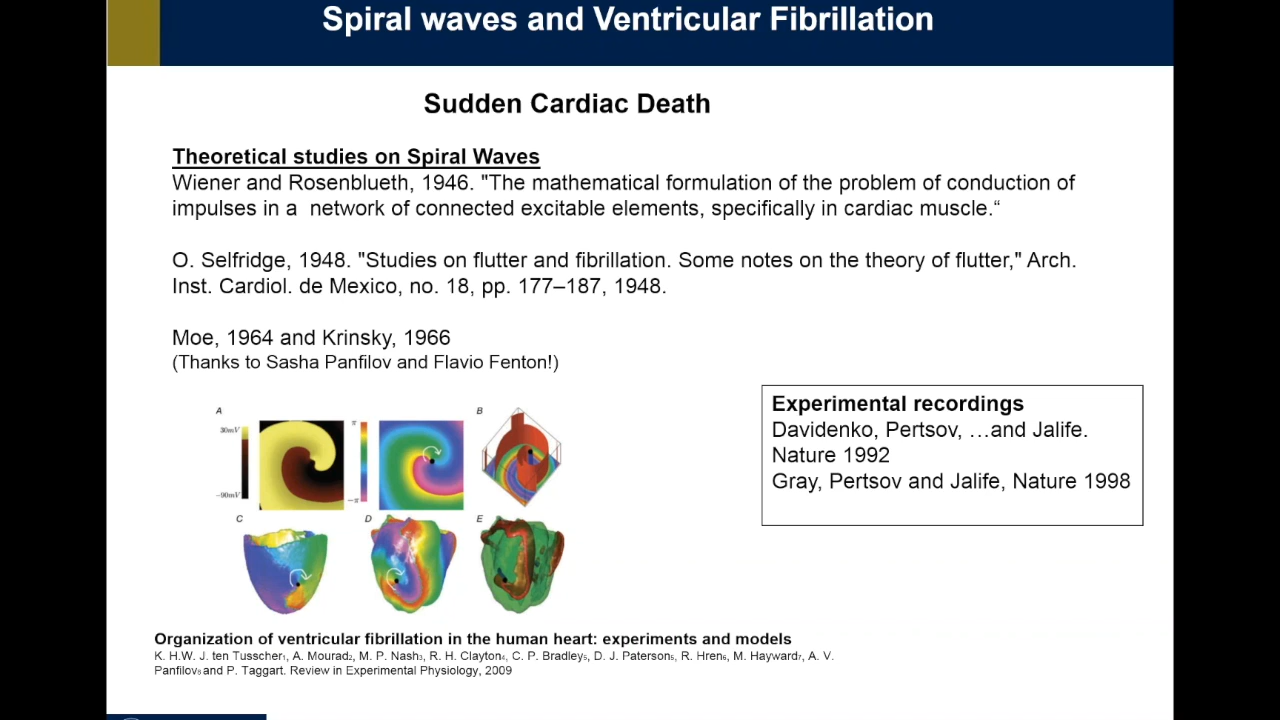 Spiral waves and Ventricular Fibrillation
Sudden Cardiac Death
Theoretical studies on Spiral Waves
Wiener and Rosenblueth, 1946. "The mathematical formulation of the problem of conduction of
impulses in a network of connected excitable elements, specifically in cardiac muscle.“
O. Selfridge, 1948. "Studies on flutter and fibrillation. Some notes on the theory of flutter," Arch.
Inst. Cardiol. de Mexico, no. 18, pp. 177–187, 1948.
Moe, 1964 and Krinsky, 1966
(Thanks to Sasha Panfilov and Flavio Fenton!)
Experimental recordings
Davidenko, Pertsov, …and Jalife.
Nature 1992
Gray, Pertsov and Jalife, Nature 1998
A
30mV
−90mV
π
−π
B
C
D
E
Organization of ventricular fibrillation in the human heart: experiments and models
K. H.W. J. ten Tusscher1, A. Mourad2, M. P. Nash3, R. H. Clayton4, C. P. Bradley5, D. J. Paterson5, R. Hren6, M. Hayward7, A. V.
Panfilov8 and P. Taggart. Review in Experimental Physiology, 2009